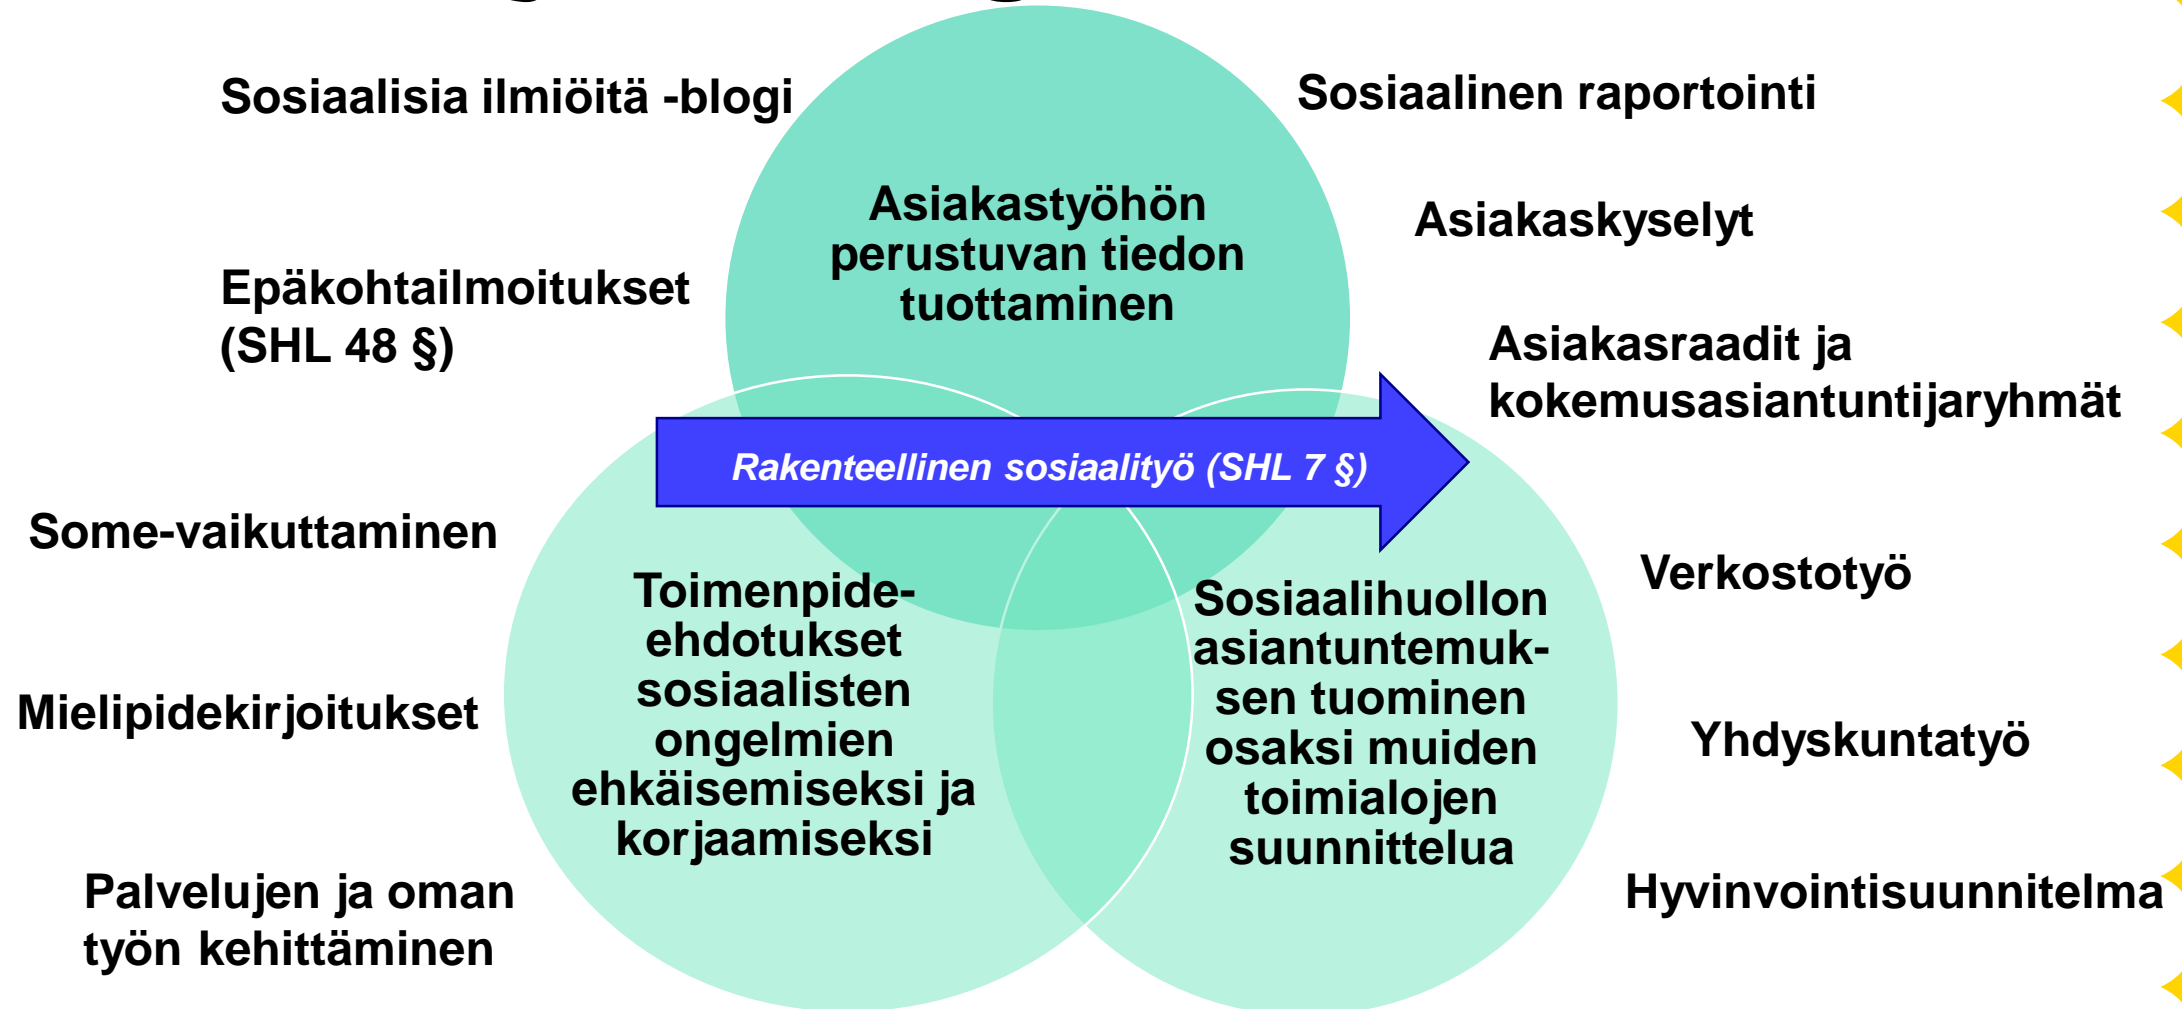 Sosiaalisia ilmiöitä -blogi
Epäkohtailmoitukset
(SHL 48 §)
Some-vaikuttaminen
Mielipidekirjoitukset
Palvelujen ja oman
työn kehittäminen
Asiakastyöhön
perustuvan tiedon
tuottaminen
Rakenteellinen sosiaalityö (SHL 7 §)
Toimenpide-
ehdotukset
sosiaalisten
ongelmien
ehkäisemiseksi ja
korjaamiseksi
Sosiaalihuollon
asiantuntemuk-
sen tuominen
osaksi muiden
toimialojen
suunnittelua
Sosiaalinen raportointi
Asiakaskyselyt
Asiakasraadit ja
kokemusasiantuntijaryhmät
Verkostotyö
Yhdyskuntatyö
Hyvinvointisuunnitelma